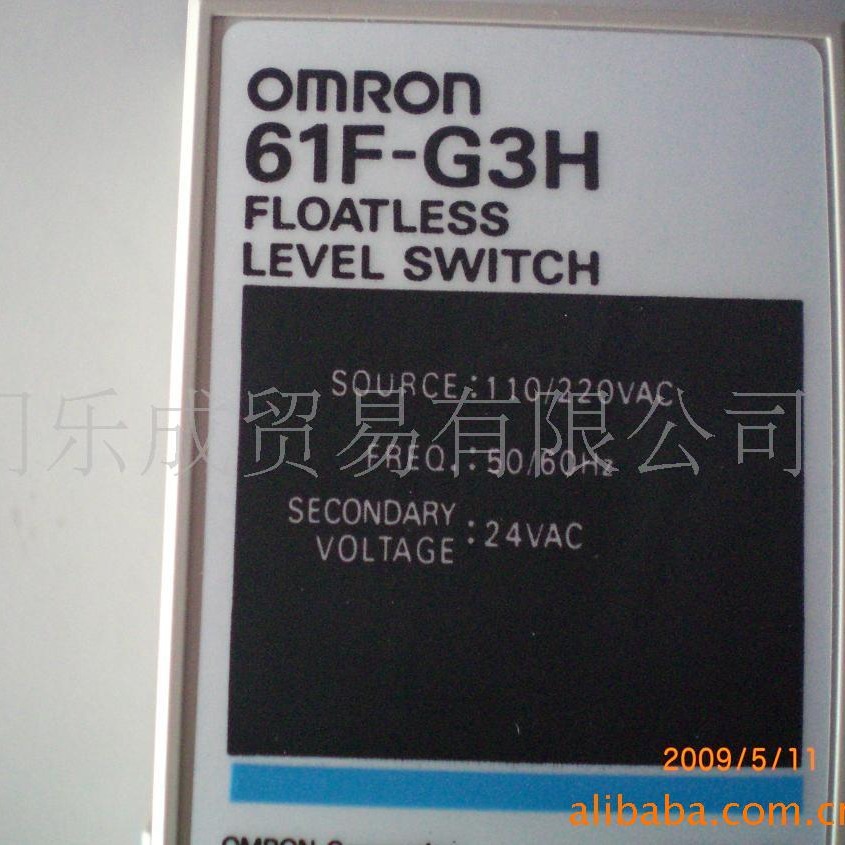 OMRON
61F-G3H
FLOATLESS
LEVEL SWITCH
SOURCE:110/220VAC
乐成贸易有限公司
FREQ.:50/60Hz
SECONDARY
VOLTAGE :24VAC
2009/5/11
alibaba.com.cn
OMRON